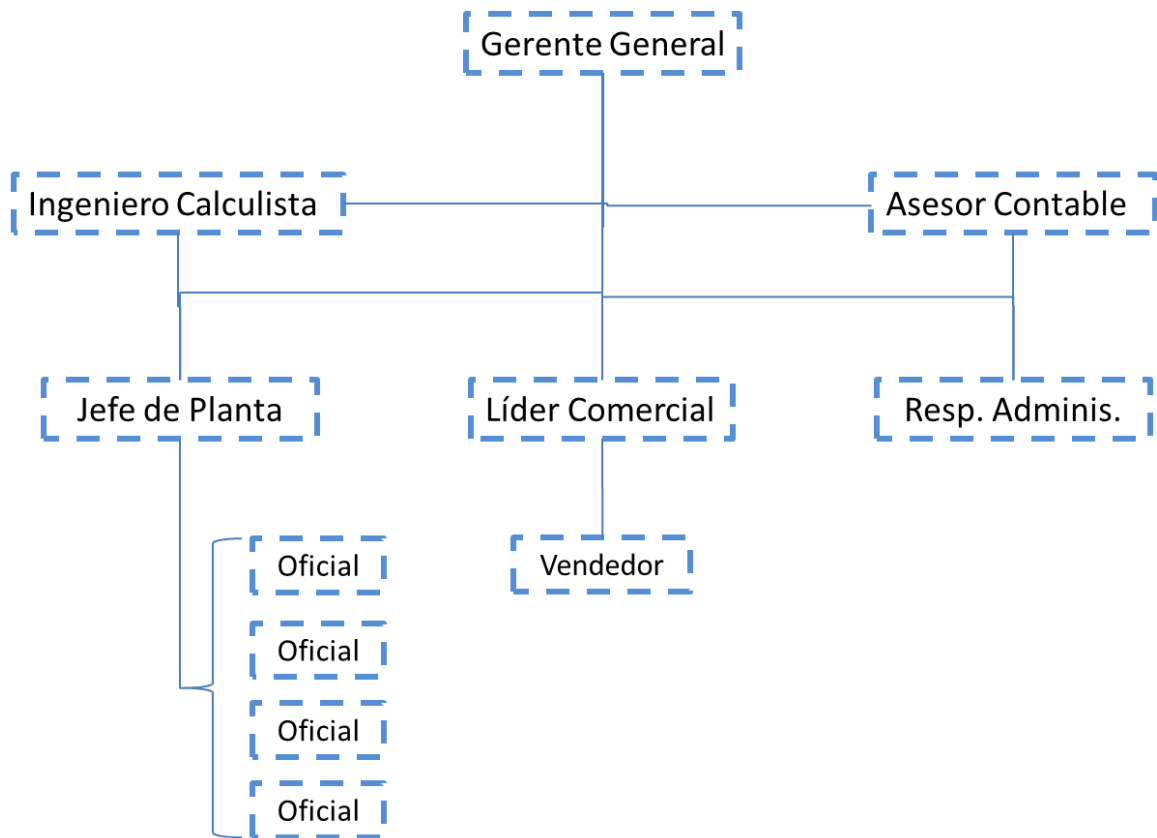 Gerente General
Ingeniero Calculista
Asesor Contable
Jefe de Planta
Líder Comercial
Resp. Adminis.
Oficial
Vendedor
Oficial
Oficial
Oficial